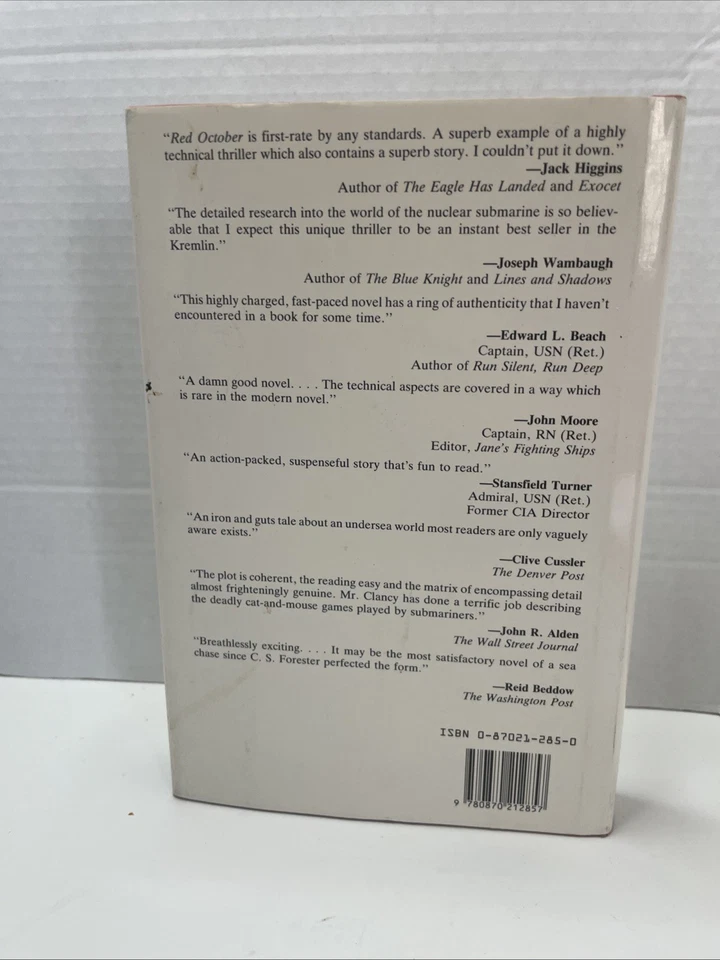 “Red October is first-rate by any standards. A superb example of a highly
technical thriller which also contains a superb story. I couldn't put it down.”
—Jack Higgins
Author of The Eagle Has Landed and Exocet
“The detailed research into the world of the nuclear submarine is so believ-
able that I expect this unique thriller to be an instant best seller in the
Kremlin.”
—Joseph Wambaugh
Author of The Blue Knight and Lines and Shadows
“This highly charged, fast-paced novel has a ring of authenticity that I haven't
encountered in a book for some time.”
—Edward L. Beach
Captain, USN (Ret.)
Author of Run Silent, Run Deep
“A damn good novel. . . . The technical aspects are covered in a way which
is rare in the modern novel.”
—John Moore
Captain, RN (Ret.)
Editor, Jane's Fighting Ships
“An action-packed, suspenseful story that's fun to read.”
—Stansfield Turner
Admiral, USN (Ret.)
Former CIA Director
“An iron and guts tale about an undersea world most readers are only vaguely
aware exists.”
—Clive Cussler
The Denver Post
“The plot is coherent, the reading easy and the matrix of encompassing detail
almost frighteningly genuine. Mr. Clancy has done a terrific job describing
the deadly cat-and-mouse games played by submariners.”
—John R. Alden
The Wall Street Journal
“Breathlessly exciting. . . . It may be the most satisfactory novel of a sea
chase since C. S. Forester perfected the form.”
—Reid Beddow
The Washington Post
ISBN 0-87021-285-0
9 780870 212857